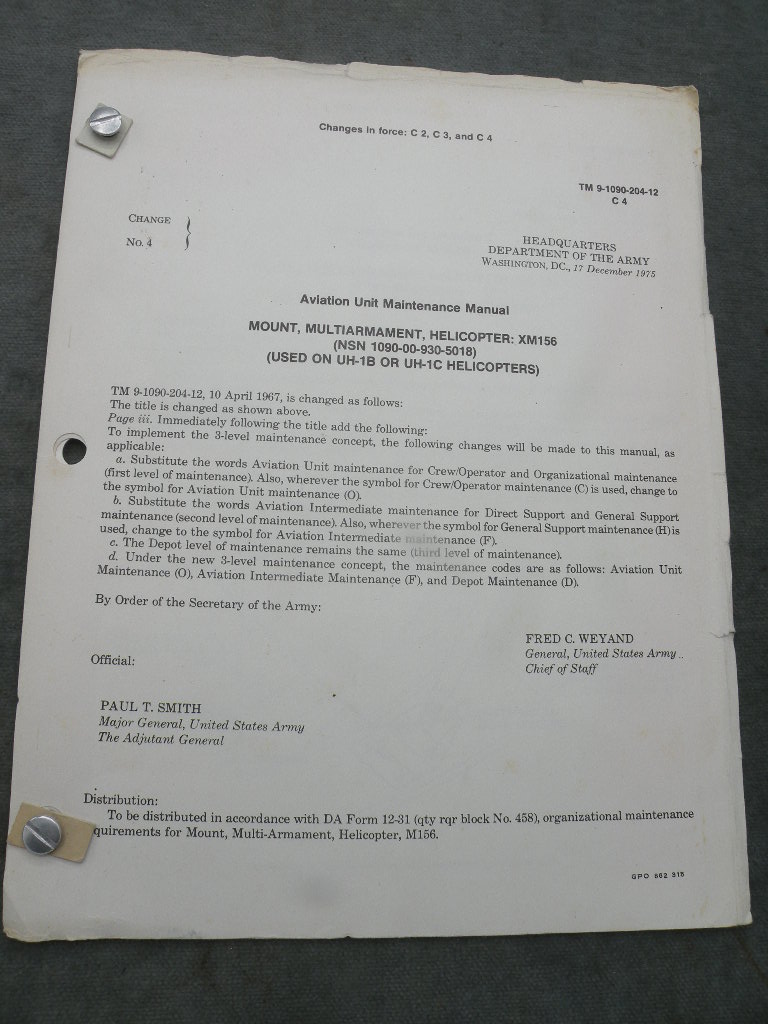 Changes in force: C 2, C 3, and C 4
TM 9-1090-204-12
C 4
CHANGE
No. 4
HEADQUARTERS
DEPARTMENT OF THE ARMY
WASHINGTON, DC., 17 December 1975
Aviation Unit Maintenance Manual
MOUNT, MULTIARMAMENT, HELICOPTER: XM156
(NSN 1090-00-930-5018)
(USED ON UH-1B OR UH-1C HELICOPTERS)
TM 9-1090-204-12, 10 April 1967, is changed as follows:
The title is changed as shown above.
Page iii. Immediately following the title add the following:
To implement the 3-level maintenance concept, the following changes will be made to this manual, as
applicable:
a. Substitute the words Aviation Unit maintenance for Crew/Operator and Organizational maintenance
(first level of maintenance). Also, wherever the symbol for Crew/Operator maintenance (C) is used, change to
the symbol for Aviation Unit maintenance (O).
b. Substitute the words Aviation Intermediate maintenance for Direct Support and General Support
maintenance (second level of maintenance). Also, wherever the symbol for General Support maintenance (H) is
used, change to the symbol for Aviation Intermediate maintenance (F).
c. The Depot level of maintenance remains the same (third level of maintenance).
d. Under the new 3-level maintenance concept, the maintenance codes are as follows: Aviation Unit
Maintenance (O), Aviation Intermediate Maintenance (F), and Depot Maintenance (D).
By Order of the Secretary of the Army:
FRED C. WEYAND
General, United States Army
Chief of Staff
Official:
PAUL T. SMITH
Major General, United States Army
The Adjutant General
Distribution:
To be distributed in accordance with DA Form 12-31 (qty rqr block No. 458), organizational maintenance
quirements for Mount, Multi-Armament, Helicopter, M156.
GPO 862 315